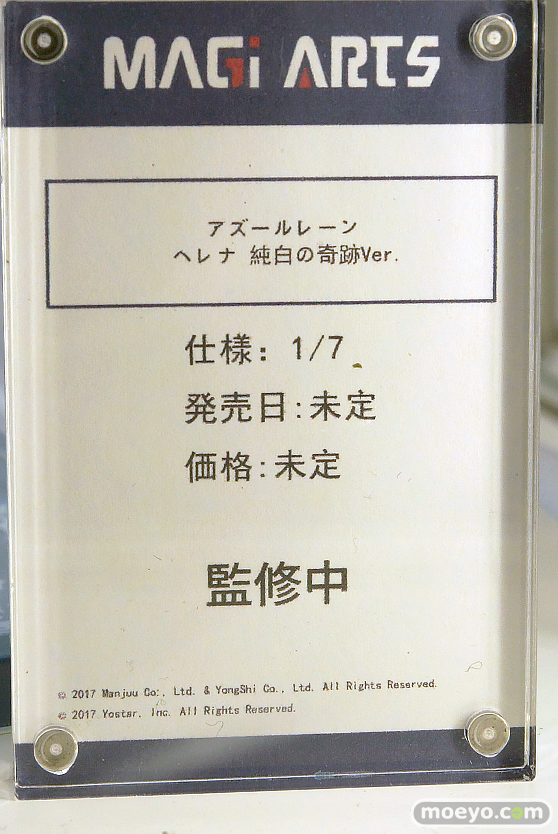 MAGi ARTS
アズールレーン
ヘレナ 純白の奇跡Ver.
仕様: 1/7
発売日:未定
価格:未定
監修中
© 2017 Manjuu Co., Ltd. & YongShi Co., Ltd. All Rights Reserved.
© 2017 Yostar, Inc. All Rights Reserved.
moeyo.com